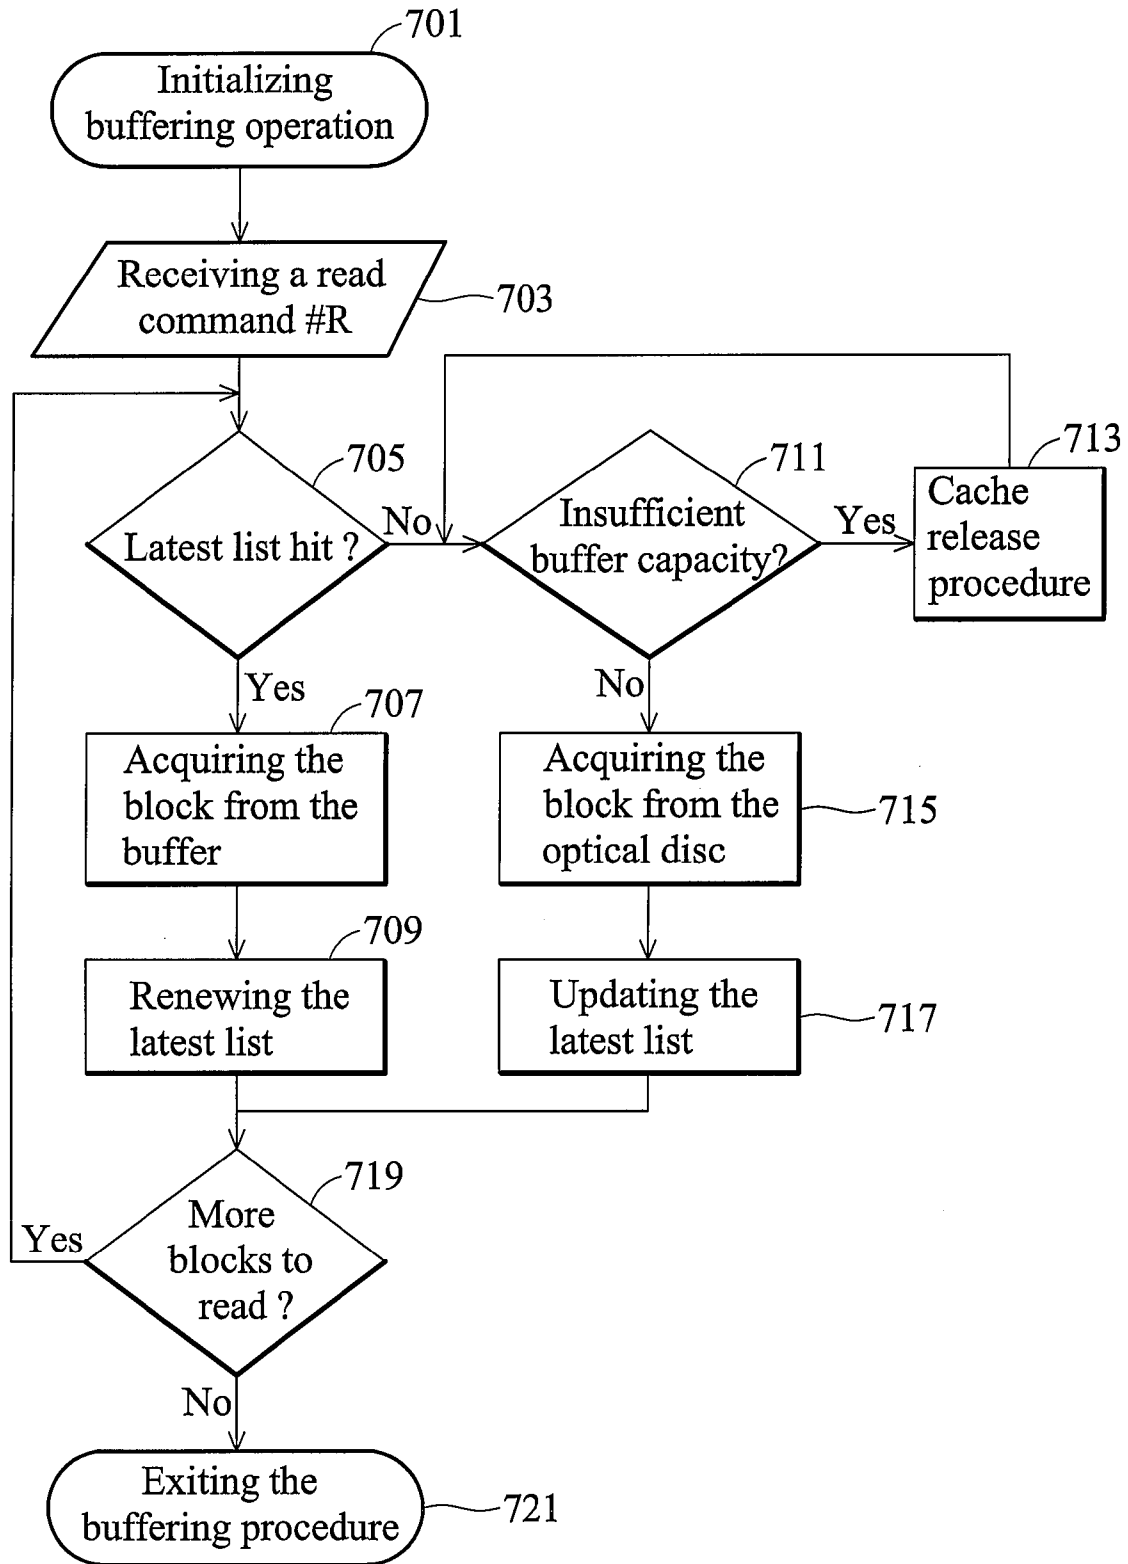 701
Initializing
buffering operation
Receiving a read
command #R
703
705
Latest list hit ?
No
711
Insufficient
buffer capacity?
Yes
713
Cache
release
procedure
Yes
707
Acquiring the
block from the
buffer
No
Acquiring the
block from the
optical disc
715
709
Renewing the
latest list
Updating the
latest list
717
719
More
blocks to
read ?
Yes
No
Exiting the
buffering procedure
721